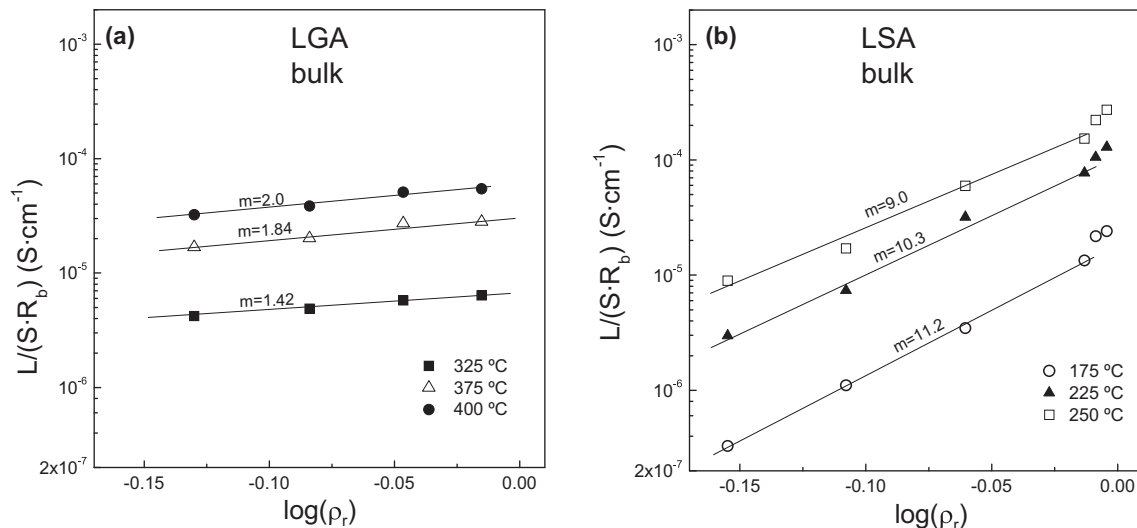 (a)
LGA
bulk
10⁻³
10⁻⁴
10⁻⁵
10⁻⁶
2x10⁻⁷
L/(S·R_b) (S·cm⁻¹)
m=2.0
m=1.84
m=1.42
325 ºC
375 ºC
400 ºC
-0.15
-0.10
-0.05
0.00
log(ρ_r)
(b)
LSA
bulk
10⁻³
10⁻⁴
10⁻⁵
10⁻⁶
2x10⁻⁷
L/(S·R_b) (S·cm⁻¹)
m=9.0
m=10.3
m=11.2
175 ºC
225 ºC
250 ºC
-0.15
-0.10
-0.05
0.00
log(ρ_r)